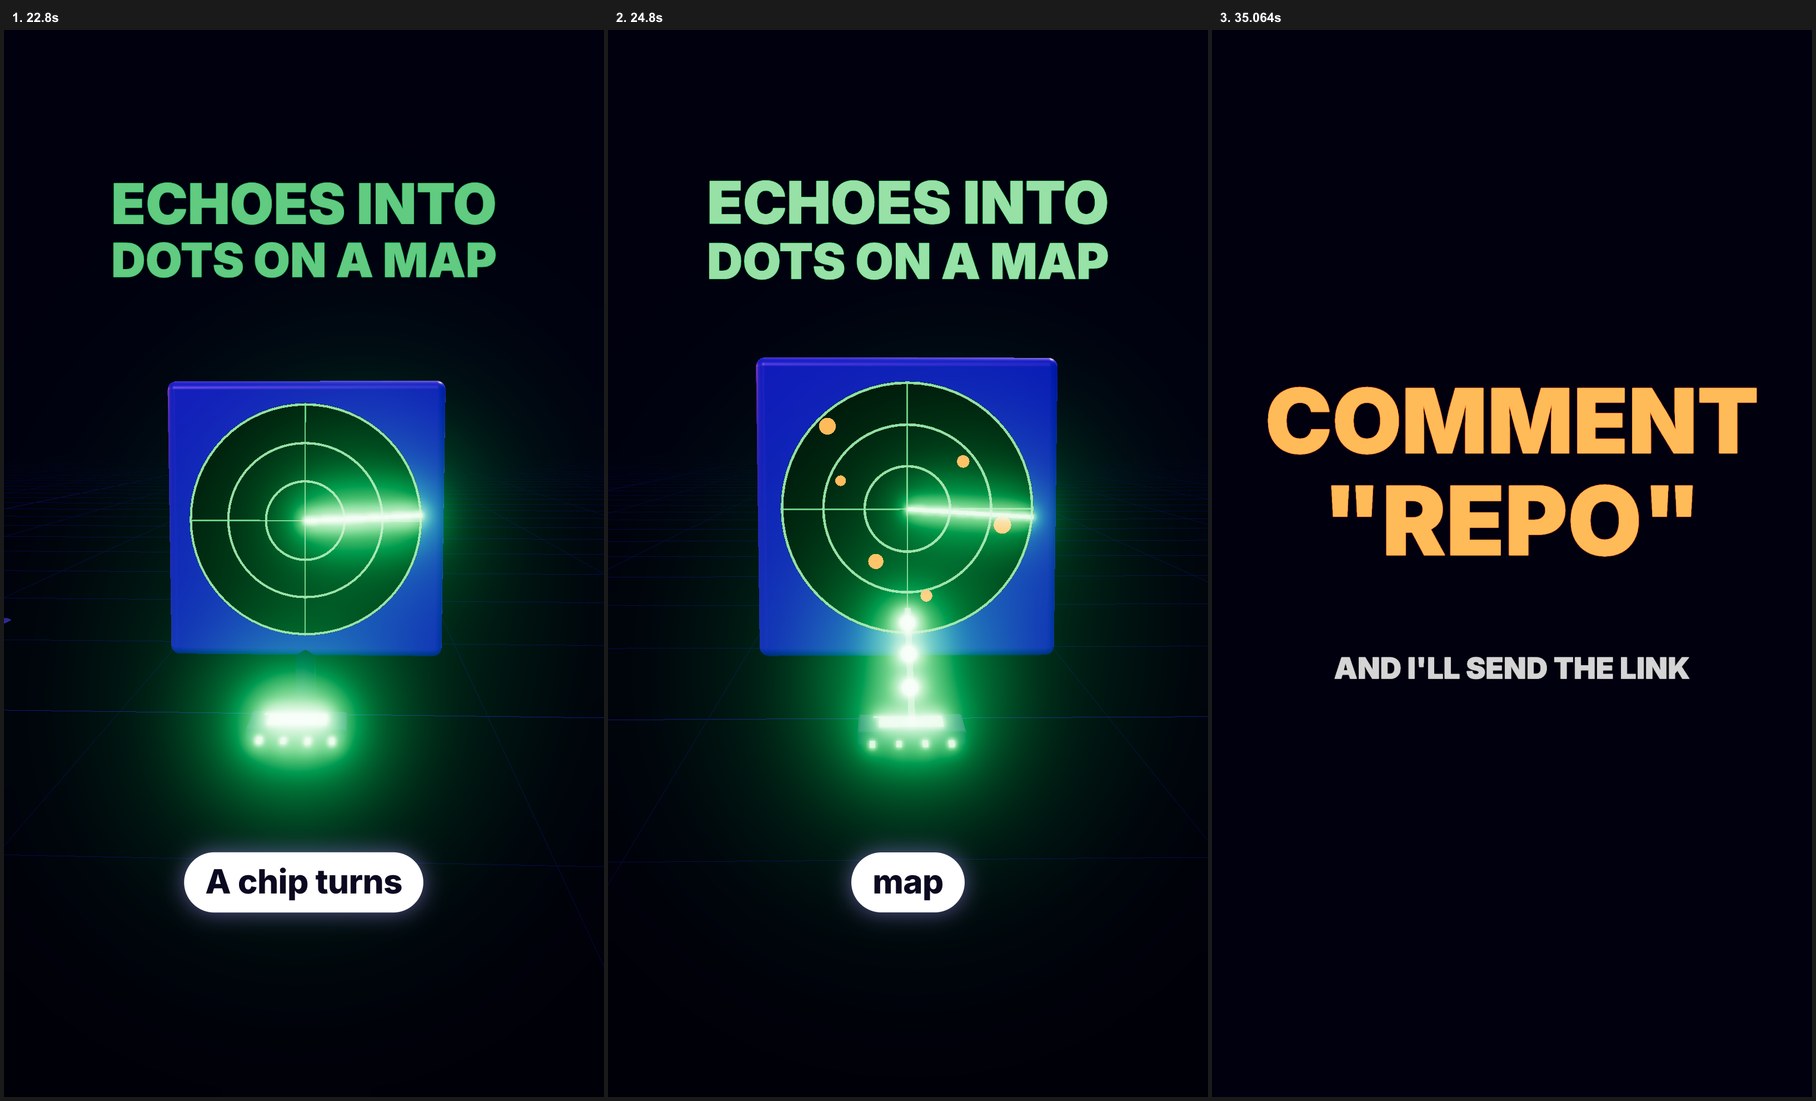 1. 22.8s
ECHOES INTO
DOTS ON A MAP
A chip turns
2. 24.8s
ECHOES INTO
DOTS ON A MAP
map
3. 35.064s
COMMENT
"REPO"
AND I'LL SEND THE LINK